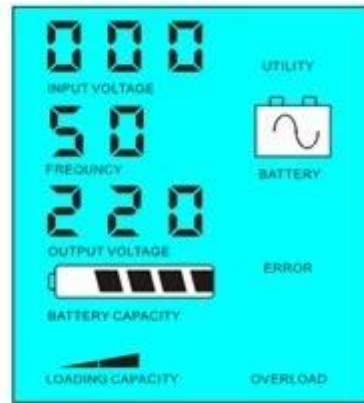 000
INPUT VOLTAGE
UTILITY
50
FREQUNCY
BATTERY
220
OUTPUT VOLTAGE
ERROR
BATTERY CAPACITY
LOADING CAPACITY
OVERLOAD